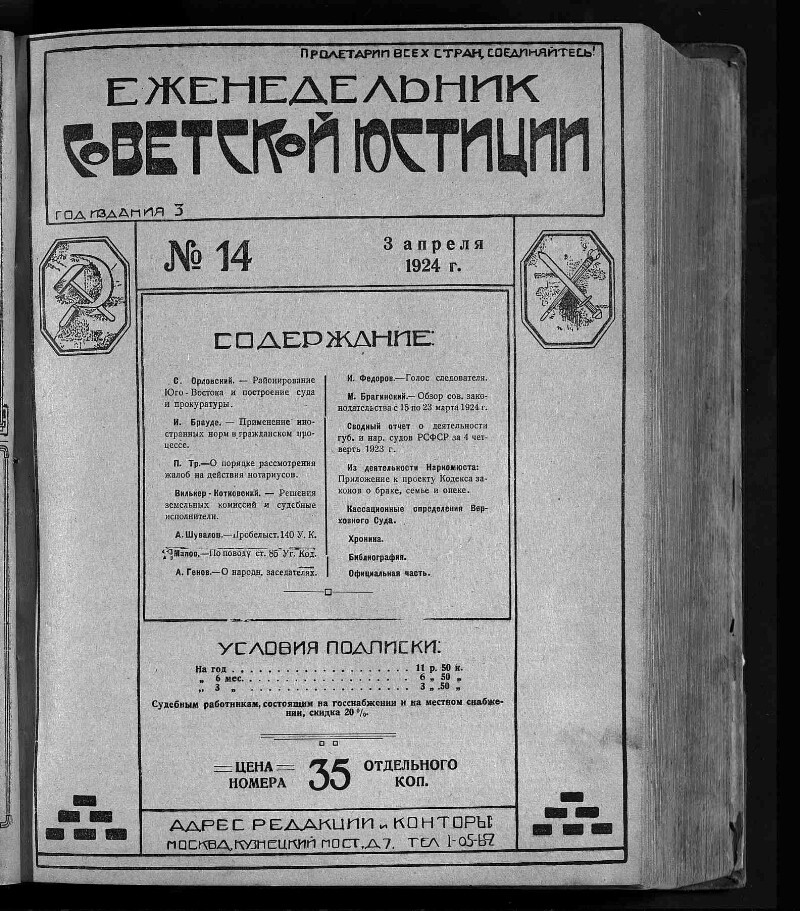 ПРОЛЕТАРИИ ВСЕХ СТРАН, СОЕДИНЯЙТЕСЬ!
ЕЖЕНЕДЕЛЬНИК
СОВЕТСКОЙ ЮСТИЦИИ
ГОД ИЗДАНИЯ 3
№ 14
3 апреля
1924 г.
СОДЕРЖАНИЕ:
С. Орловский. — Районирование
Юго-Востока и построение суда
и прокуратуры.
И. Брауде. — Применение ино-
странных норм в гражданском про-
цессе.
П. Тр.—О порядке рассмотрения
жалоб на действия нотариусов.
Вилькер-Котковский. — Решения
земельных комиссий и судебные
исполнители.
А. Шувалов.—Пробелы ст. 140 У. К.
Малов.—По поводу ст. 85 Уг. Код.
А. Генов.—О народн. заседателях.
И. Федоров.—Голос следователя.
М. Брагинский.— Обзор сов. зако-
нодательства с 15 по 23 марта 1924 г.
Сводный отчет о деятельности
губ. и нар. судов РСФСР за 4 чет-
верть 1923 г.
Из деятельности Наркомюста:
Приложение к проекту Кодекса за-
конов о браке, семье и опеке.
Кассационные определения Вер-
ховного Суда.
Хроника.
Библиография.
Официальная часть.
УСЛОВИЯ ПОДПИСКИ:
На год . . . . . . . . . . . . . . . . . . 11 р. 50 к.
„ 6 мес. . . . . . . . . . . . . . . . . . 6 „ 50 „
„ 3 „ . . . . . . . . . . . . . . . . . . 3 „ 50 „
Судебным работникам, состоящим на госснабжении и на местном снабже-
нии, скидка 20%.
ЦЕНА ОТДЕЛЬНОГО
НОМЕРА 35 КОП.
АДРЕС РЕДАКЦИИ и КОНТОРЫ:
МОСКВА, КУЗНЕЦКИЙ МОСТ, Д 7. ТЕЛ